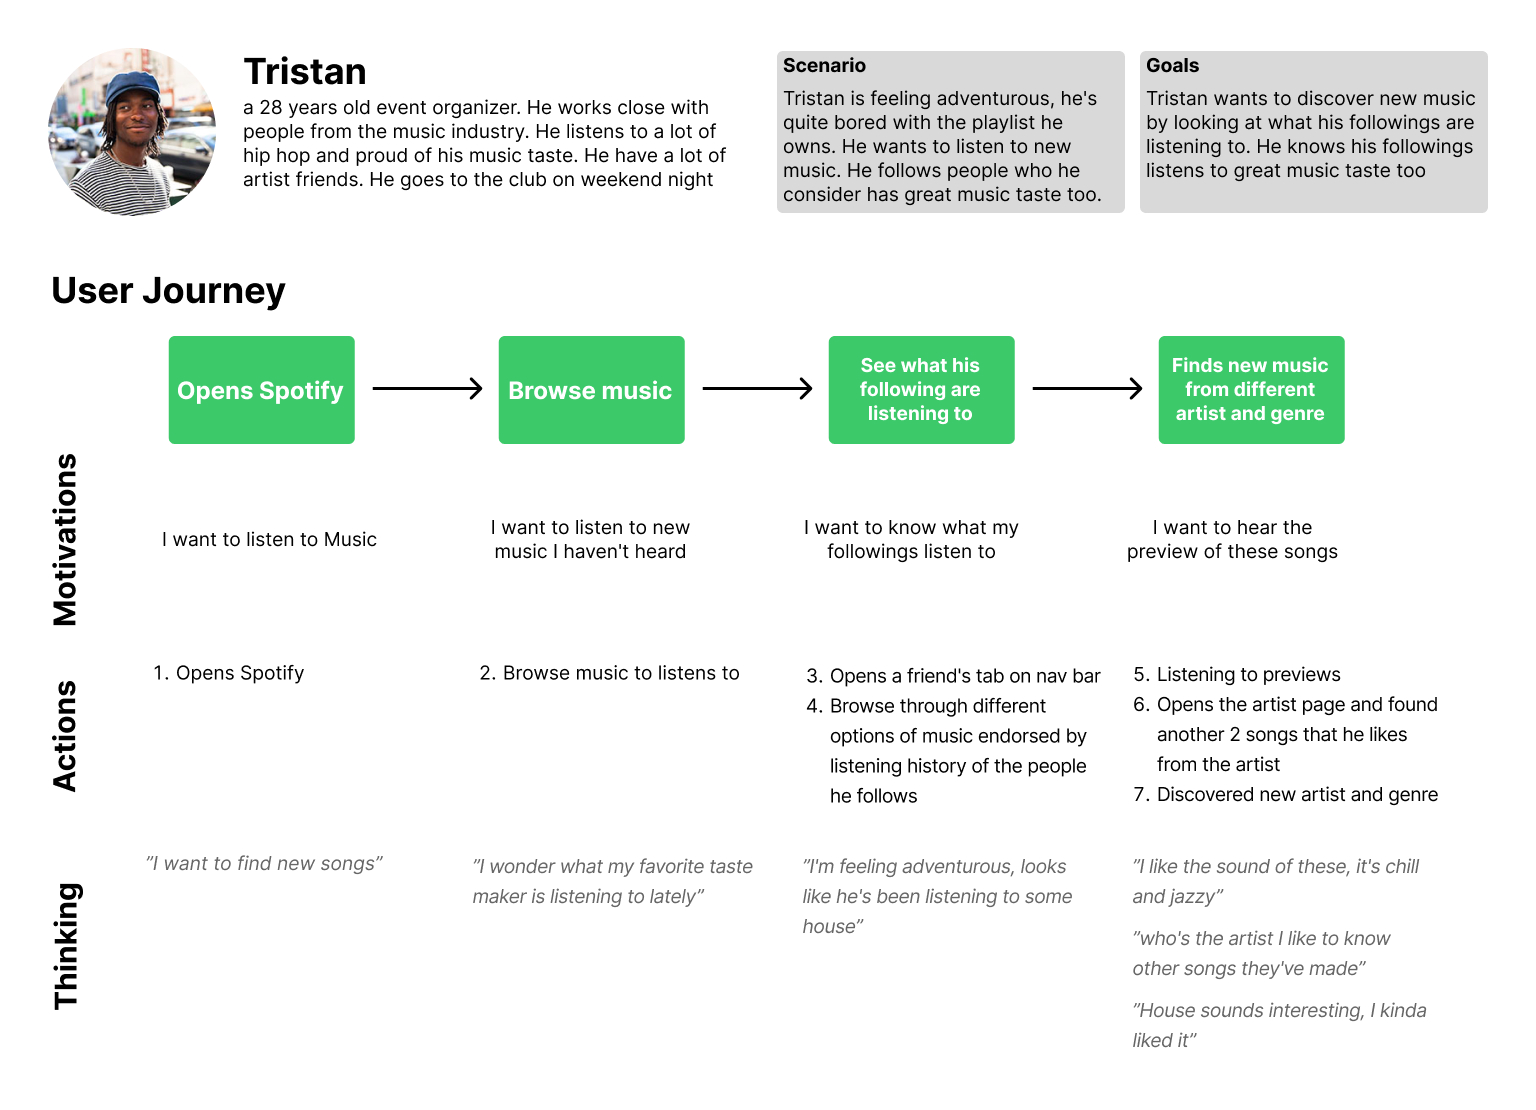 Tristan
a 28 years old event organizer. He works close with
people from the music industry. He listens to a lot of
hip hop and proud of his music taste. He have a lot of
artist friends. He goes to the club on weekend night
Scenario
Tristan is feeling adventurous, he's
quite bored with the playlist he
owns. He wants to listen to new
music. He follows people who he
consider has great music taste too.
Goals
Tristan wants to discover new music
by looking at what his followings are
listening to. He knows his followings
listens to great music taste too
User Journey
Opens Spotify
Browse music
See what his
following are
listening to
Finds new music
from different
artist and genre
Motivations
I want to listen to Music
I want to listen to new
music I haven't heard
I want to know what my
followings listen to
I want to hear the
preview of these songs
Actions
1. Opens Spotify
2. Browse music to listens to
3. Opens a friend's tab on nav bar
4. Browse through different
options of music endorsed by
listening history of the people
he follows
5. Listening to previews
6. Opens the artist page and found
another 2 songs that he likes
from the artist
7. Discovered new artist and genre
Thinking
”I want to find new songs”
”I wonder what my favorite taste
maker is listening to lately”
”I'm feeling adventurous, looks
like he's been listening to some
house”
”I like the sound of these, it's chill
and jazzy”
”who's the artist I like to know
other songs they've made”
”House sounds interesting, I kinda
liked it”